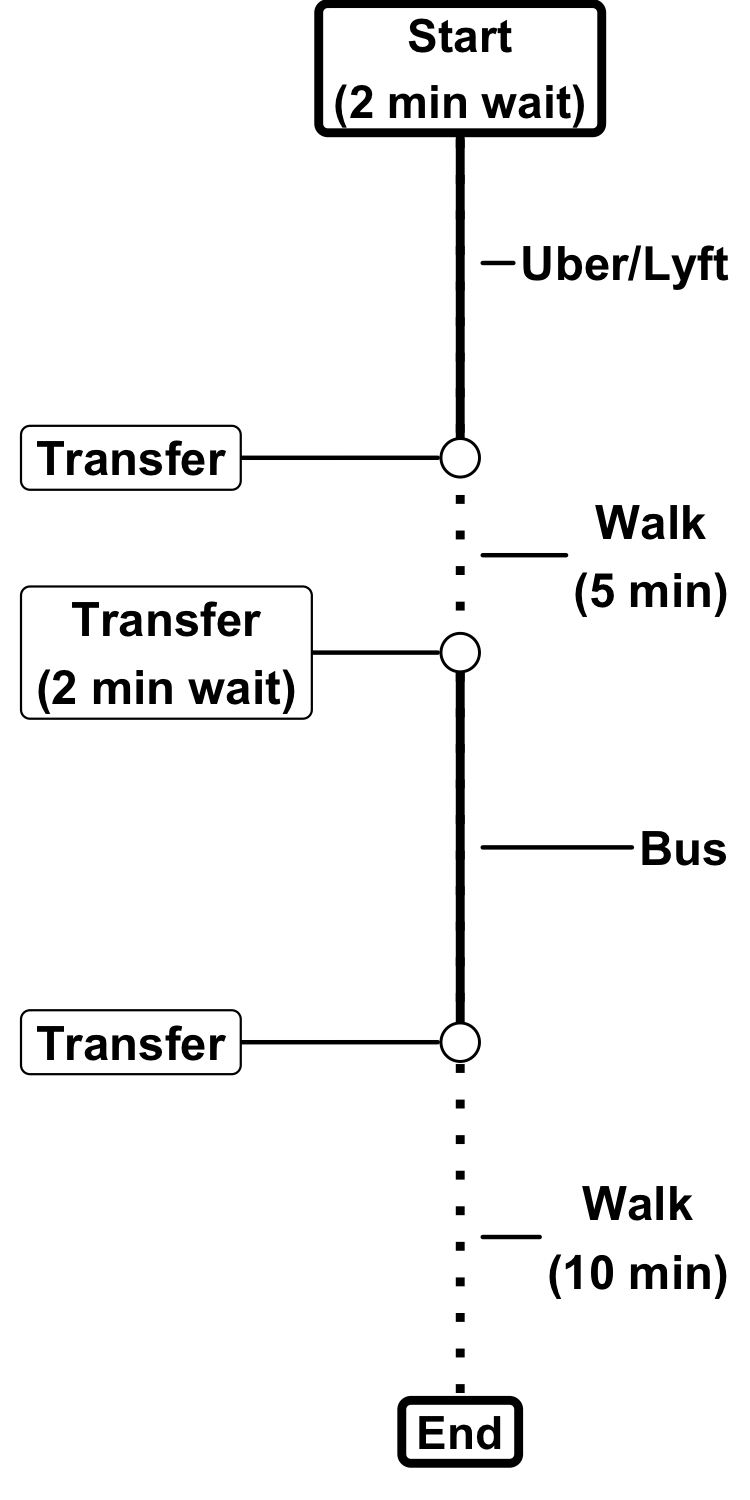 Start
(2 min wait)
Uber/Lyft
Transfer
Walk
(5 min)
Transfer
(2 min wait)
Bus
Transfer
Walk
(10 min)
End